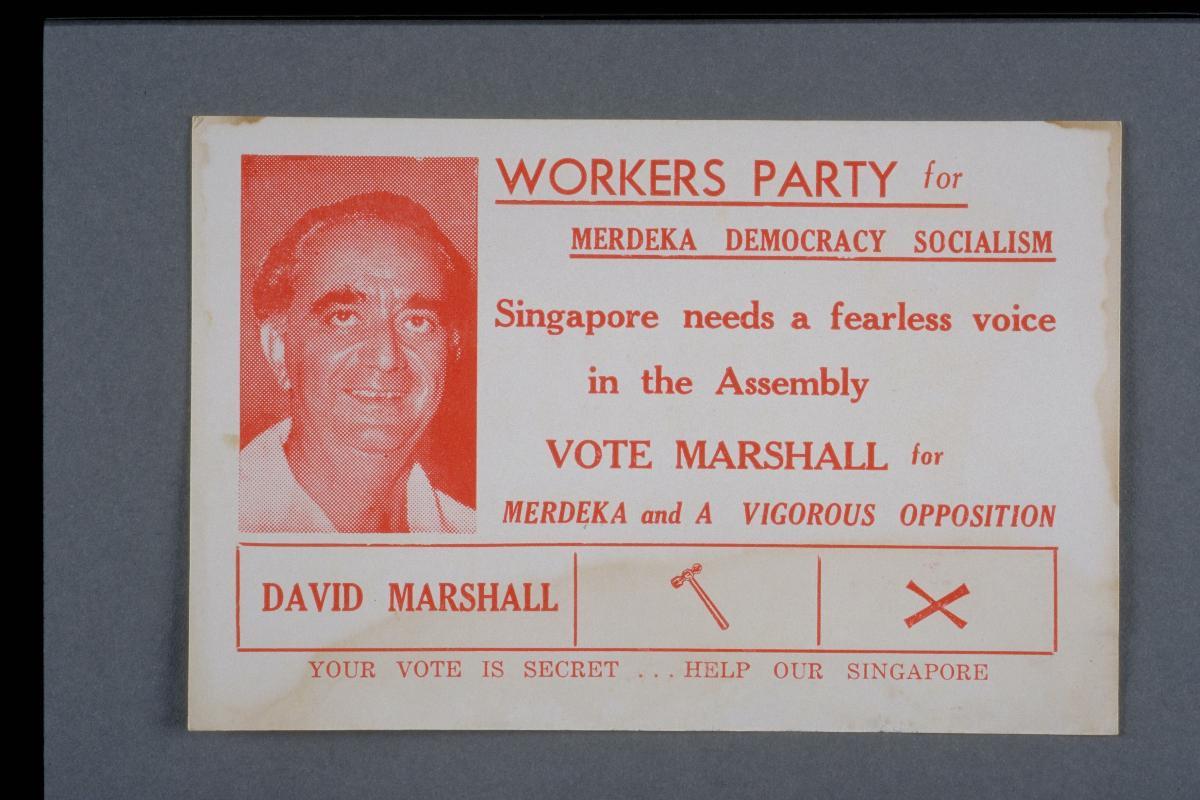 WORKERS PARTY for
MERDEKA DEMOCRACY SOCIALISM
Singapore needs a fearless voice
in the Assembly
VOTE MARSHALL for
MERDEKA and A VIGOROUS OPPOSITION
DAVID MARSHALL
YOUR VOTE IS SECRET ... HELP OUR SINGAPORE